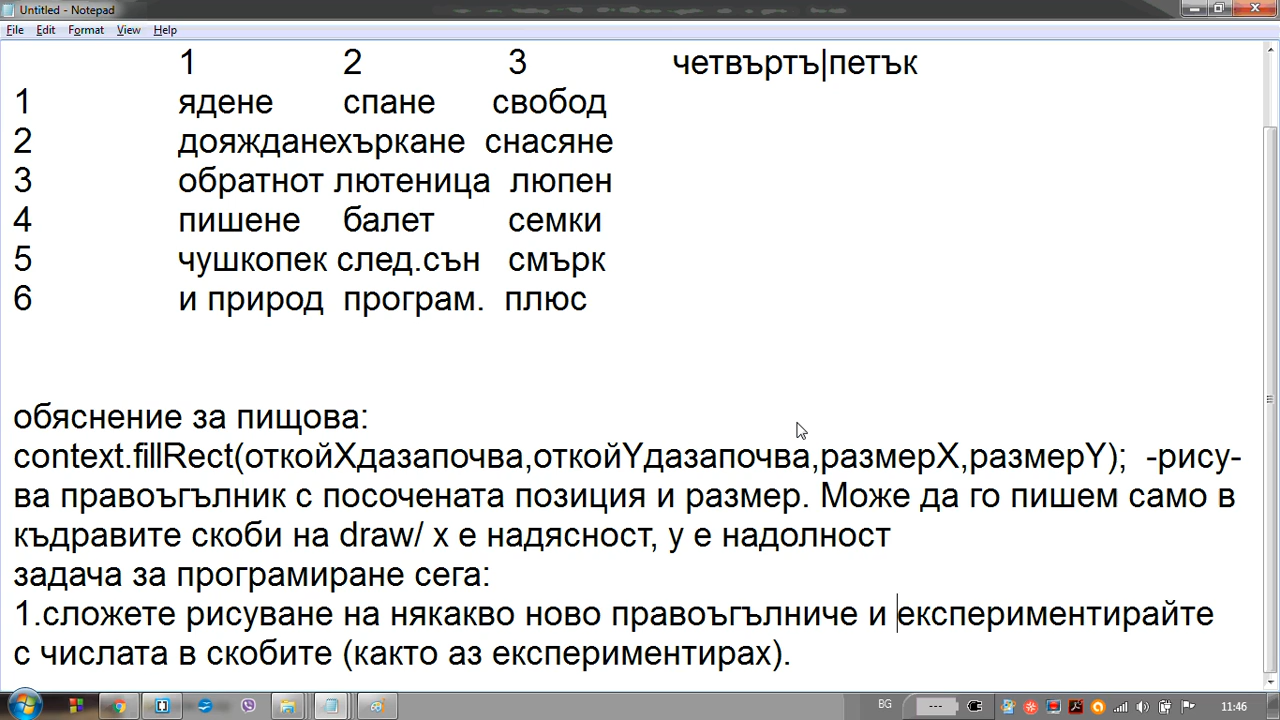 Untitled - Notepad
File Edit Format View Help
1 2 3 четвъртъ|петък
1 ядене спане свобод
2 дояжданехъркане снасяне
3 обратнот лютеница люпен
4 пишене балет семки
5 чушкопек след.сън смърк
6 и природ програм. плюс
обяснение за пищова:
context.fillRect(откойXдазапочва,откойYдазапочва,размерX,размерY); -рису-
ва правоъгълник с посочената позиция и размер. Може да го пишем само в
къдравите скоби на draw/ x е надясност, y е надолност
задача за програмиране сега:
1.сложете рисуване на някакво ново правоъгълниче и експериментирайте
с числата в скобите (както аз експериментирах).
BG --- 11:46